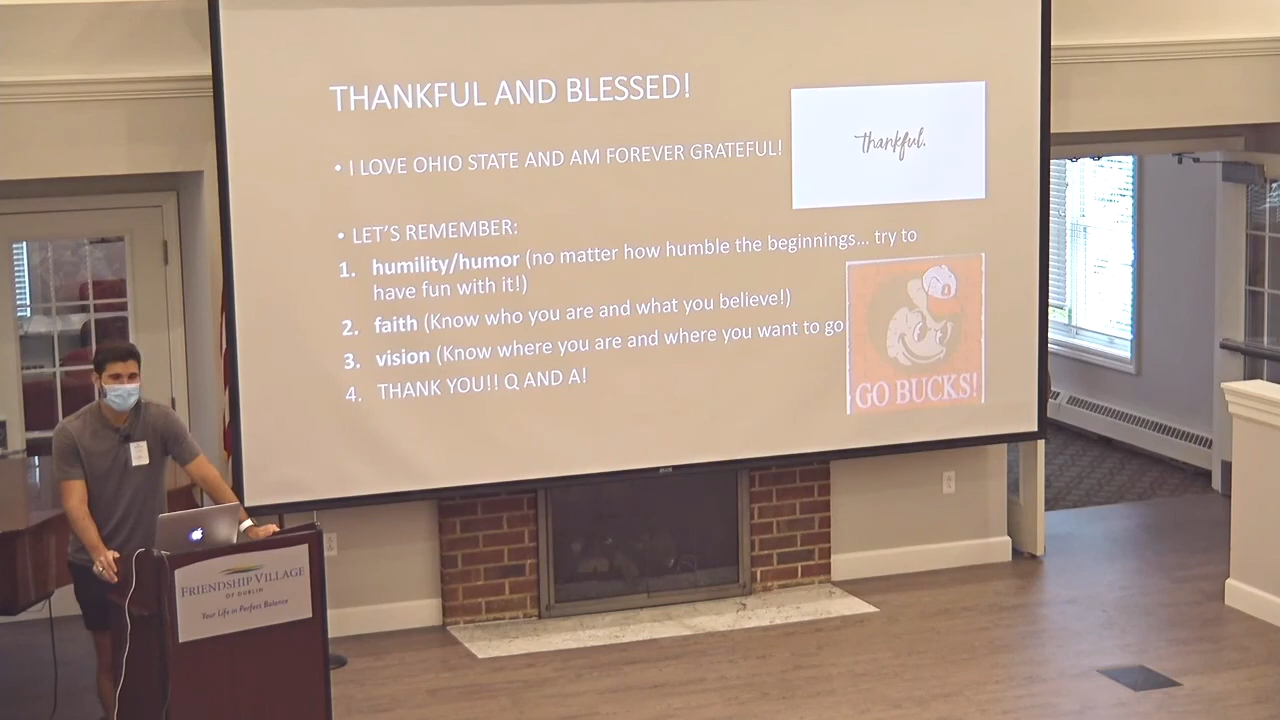 THANKFUL AND BLESSED!
• I LOVE OHIO STATE AND AM FOREVER GRATEFUL!
thankful.
• LET'S REMEMBER:
1. humility/humor (no matter how humble the beginnings... try to
have fun with it!)
2. faith (Know who you are and what you believe!)
3. vision (Know where you are and where you want to go
4. THANK YOU!! Q AND A!
GO BUCKS!
FRIENDSHIP VILLAGE
OF DUBLIN
Your Life in Perfect Balance